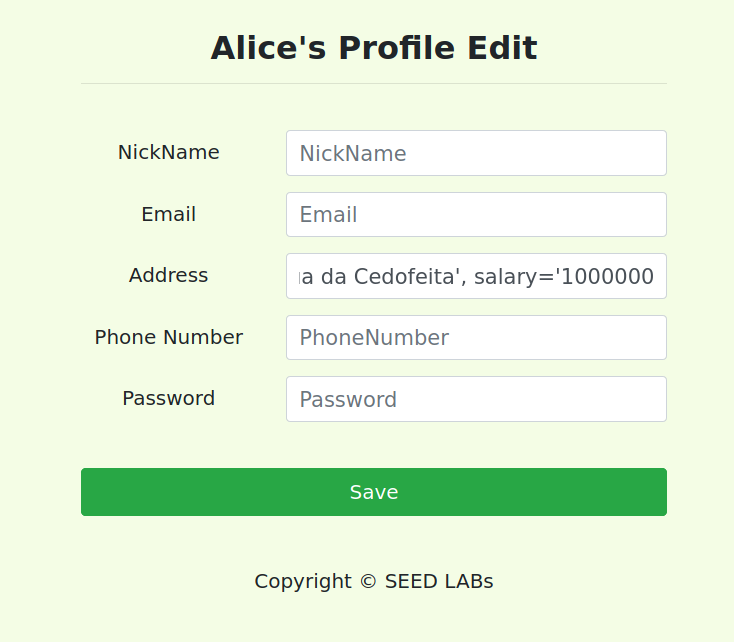 Alice's Profile Edit
NickName NickName
Email Email
Address da Cedofeita', salary='1000000
Phone Number PhoneNumber
Password Password
Save
Copyright © SEED LABs